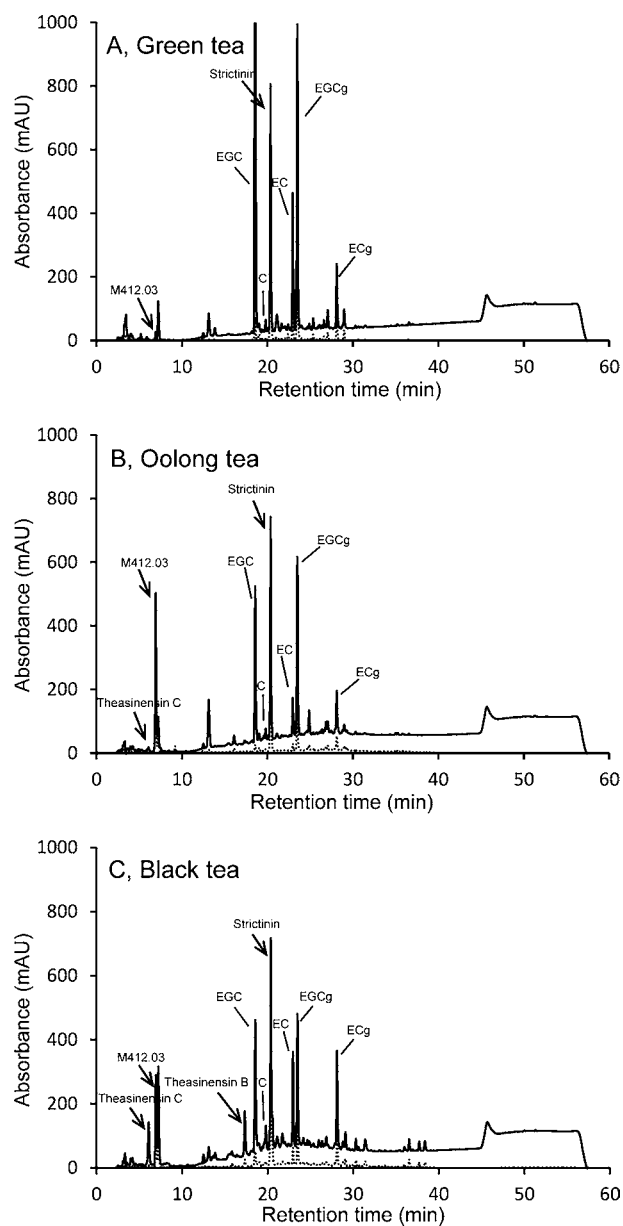 A, Green tea
Absorbance (mAU)
1000
800
600
400
200
0
Strictinin
EGCg
EGC
EC
C
ECg
M412.03
0 10 20 30 40 50 60
Retention time (min)
B, Oolong tea
Absorbance (mAU)
1000
800
600
400
200
0
Strictinin
EGCg
EGC
M412.03
EC
C
ECg
Theasinensin C
0 10 20 30 40 50 60
Retention time (min)
C, Black tea
Absorbance (mAU)
1000
800
600
400
200
0
Strictinin
EGC
EGCg
EC
ECg
M412.03
Theasinensin C
Theasinensin B
C
0 10 20 30 40 50 60
Retention time (min)